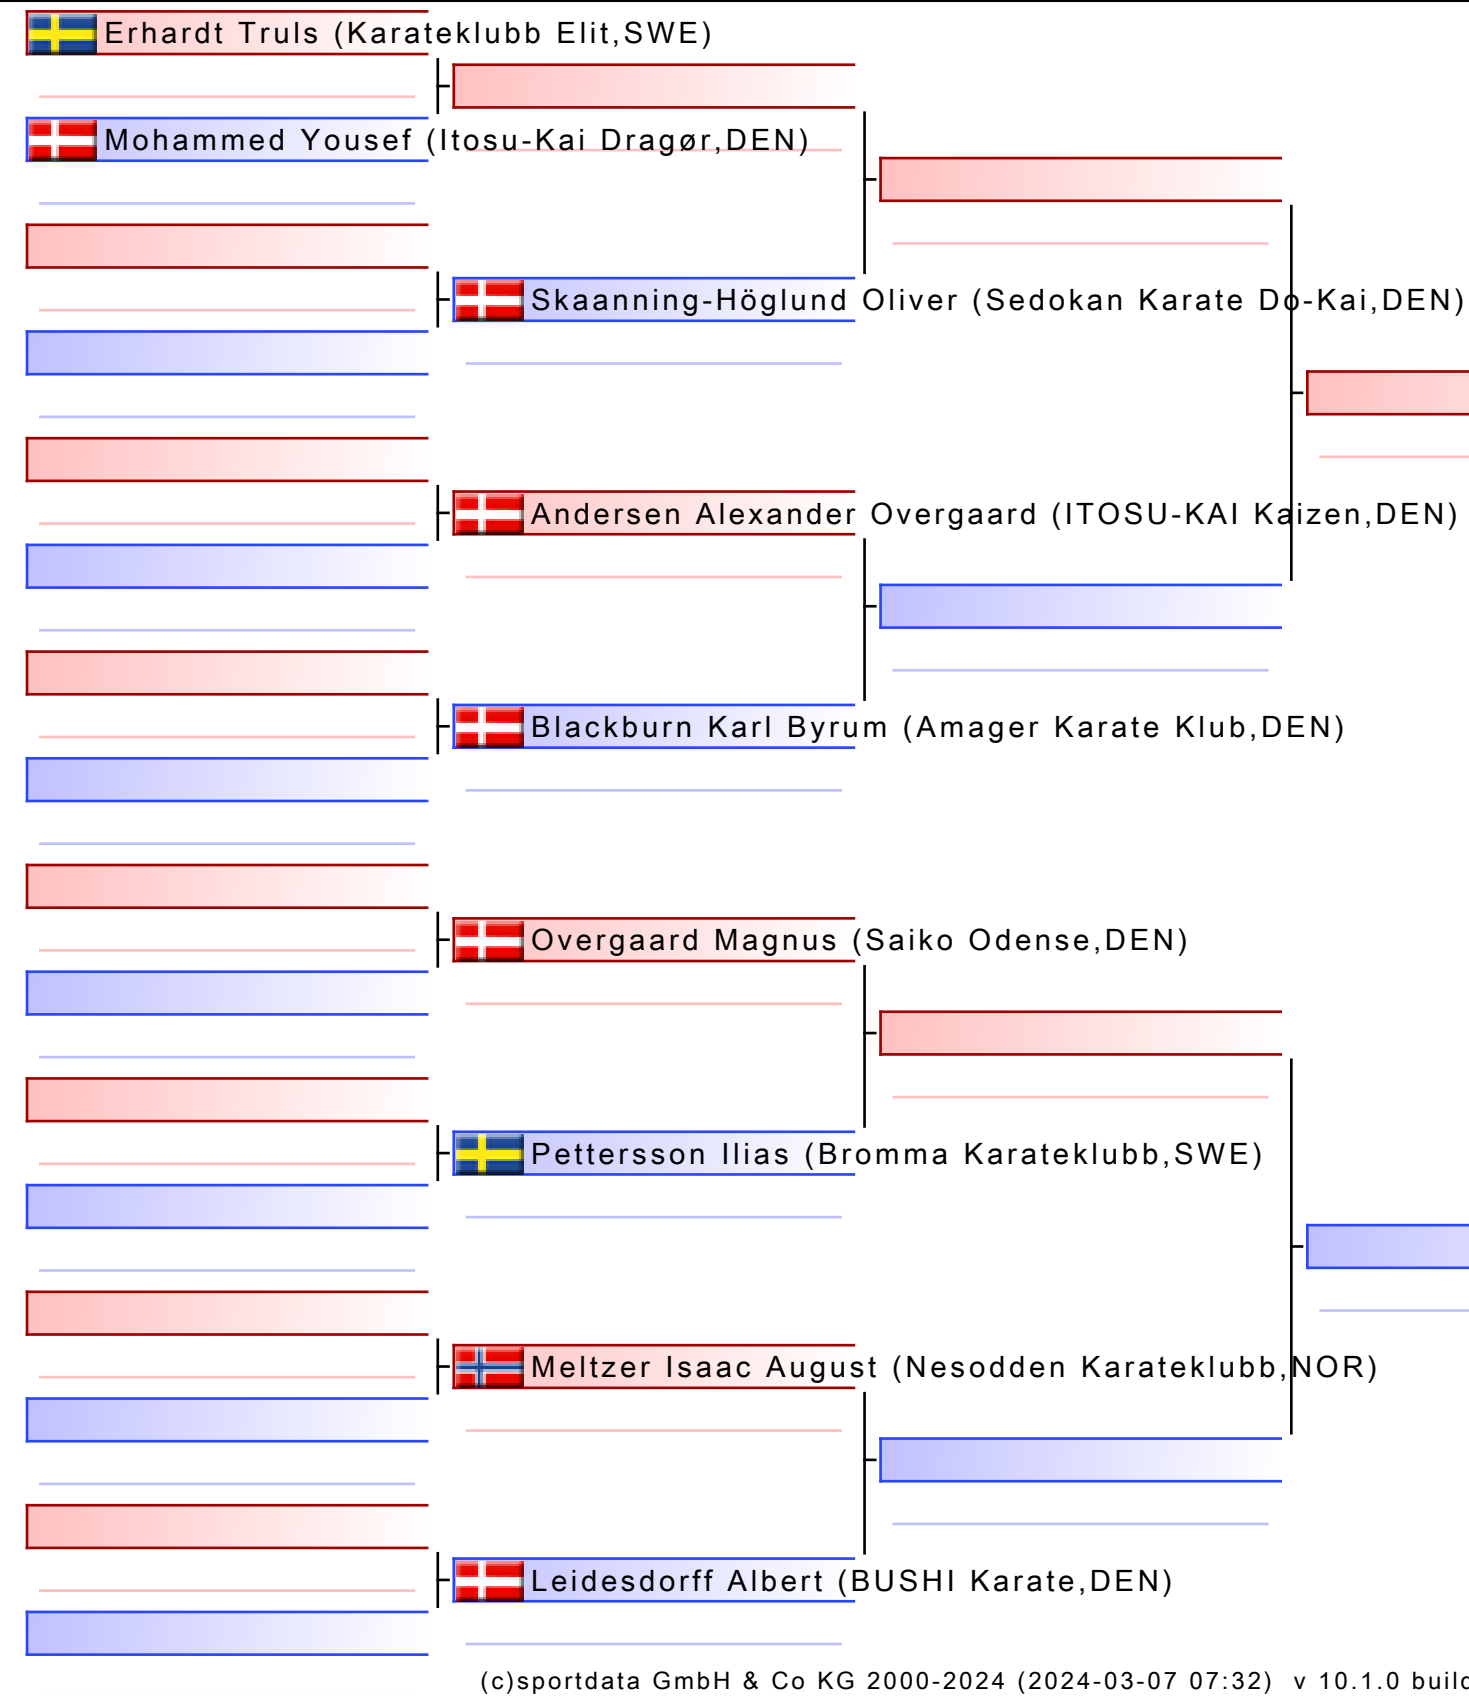 Erhardt Truls (Karateklubb Elit,SWE)
Mohammed Yousef (Itosu-Kai Dragør,DEN)
Skaanning-Höglund Oliver (Sedokan Karate Do-Kai,DEN)
Andersen Alexander Overgaard (ITOSU-KAI Kaizen,DEN)
Blackburn Karl Byrum (Amager Karate Klub,DEN)
Overgaard Magnus (Saiko Odense,DEN)
Pettersson Ilias (Bromma Karateklubb,SWE)
Meltzer Isaac August (Nesodden Karateklubb,NOR)
Leidesdorff Albert (BUSHI Karate,DEN)
(c)sportdata GmbH & Co KG 2000-2024 (2024-03-07 07:32) v 10.1.0 build